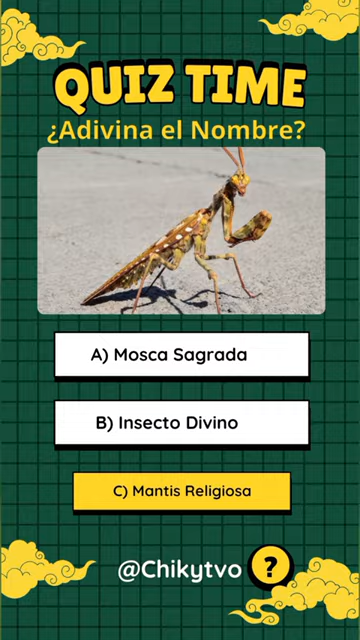 QUIZ TIME
¿Adivina el Nombre?
A) Mosca Sagrada
B) Insecto Divino
C) Mantis Religiosa
@Chikytvo ?